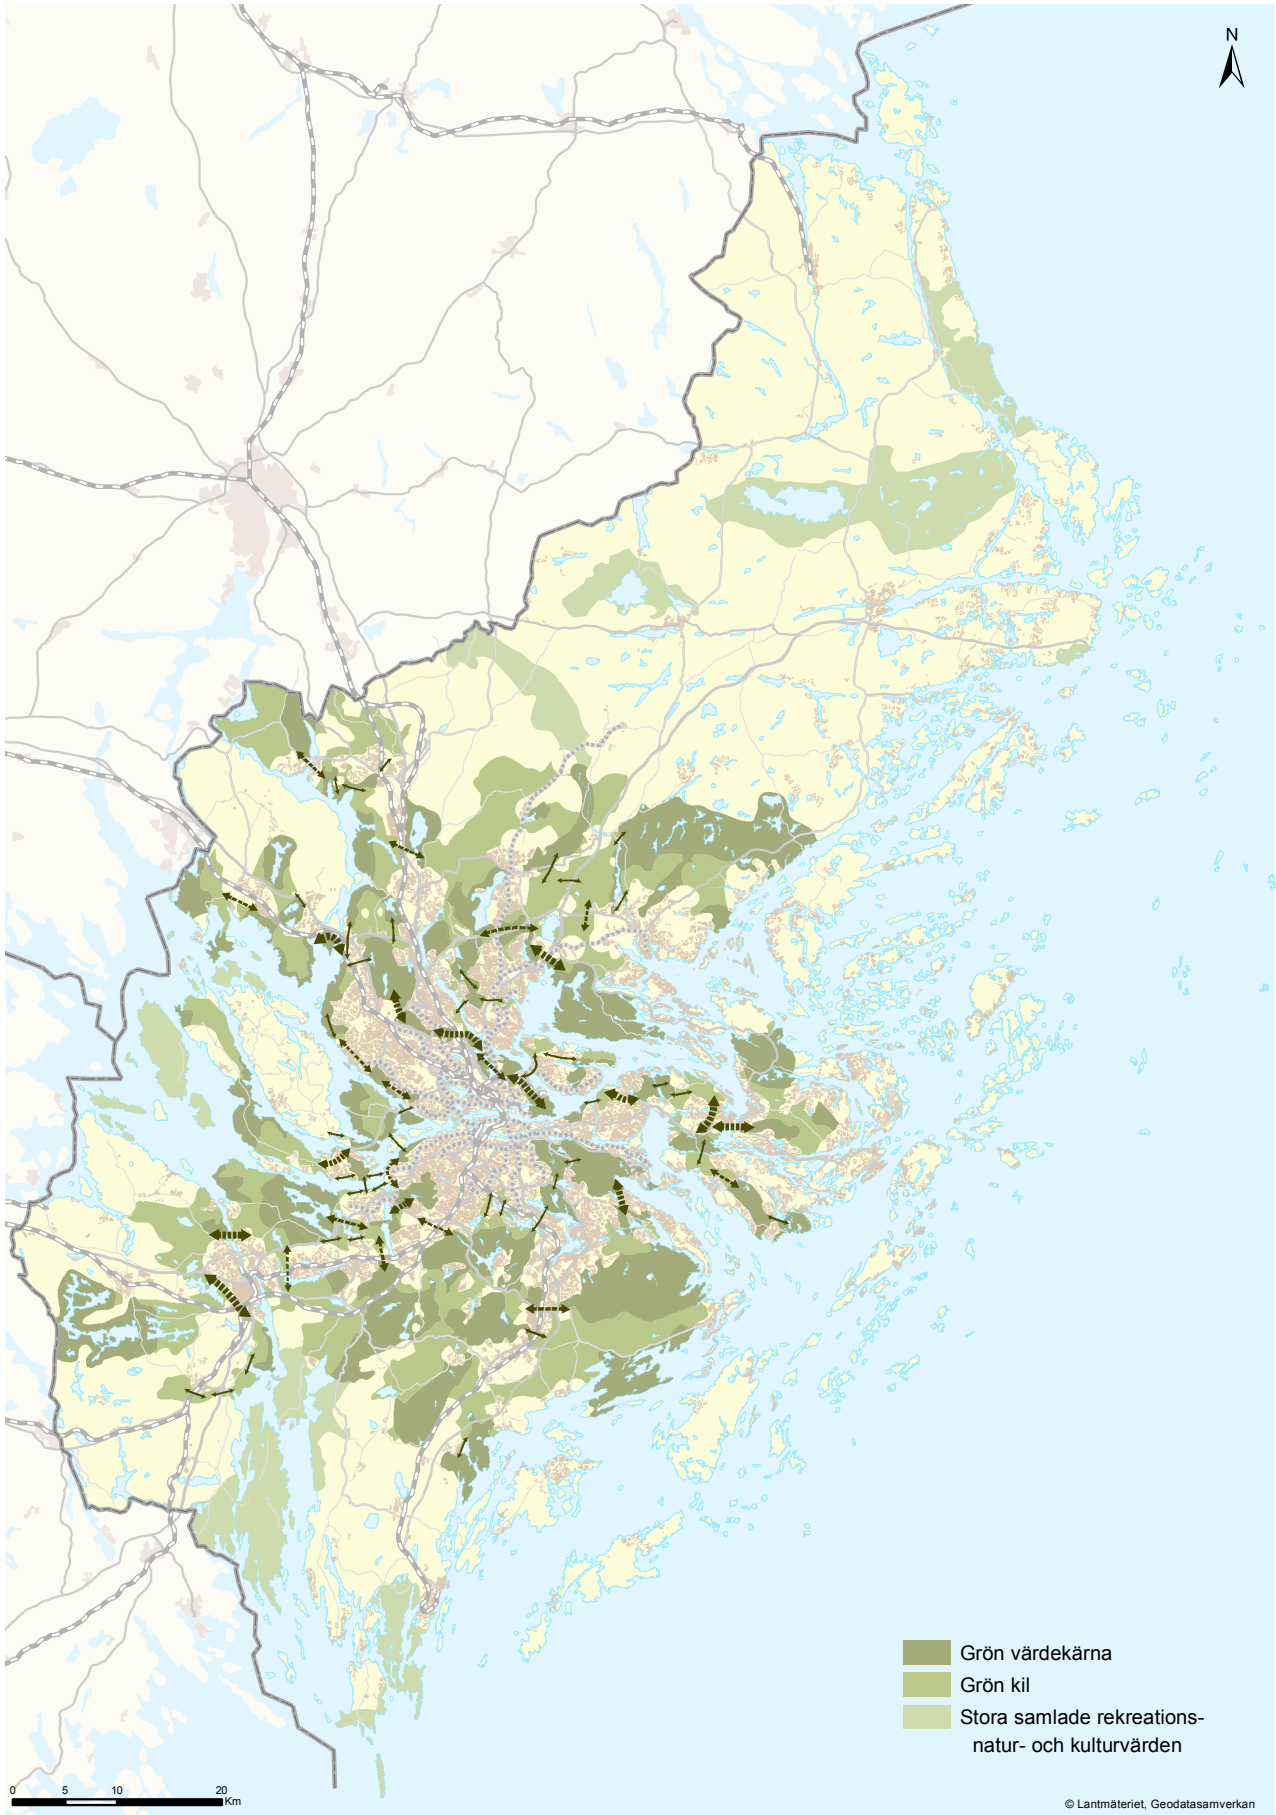 N
Grön värdekärna
Grön kil
Stora samlade rekreations-
natur- och kulturvärden
0 5 10 20
Km
© Lantmäteriet, Geodatasamverkan